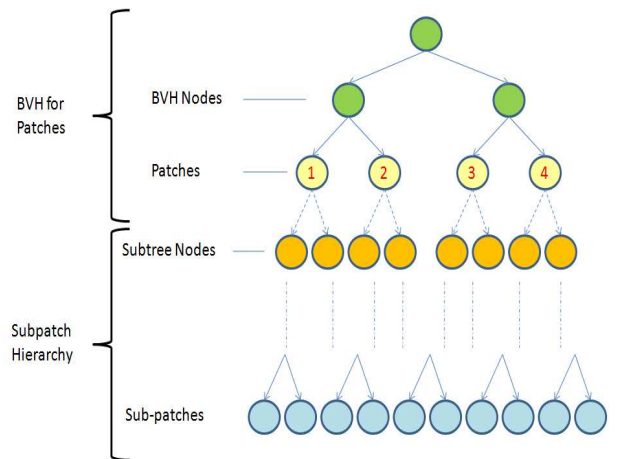 BVH for
Patches
BVH Nodes
Patches
1
2
3
4
Subtree Nodes
Subpatch
Hierarchy
Sub-patches